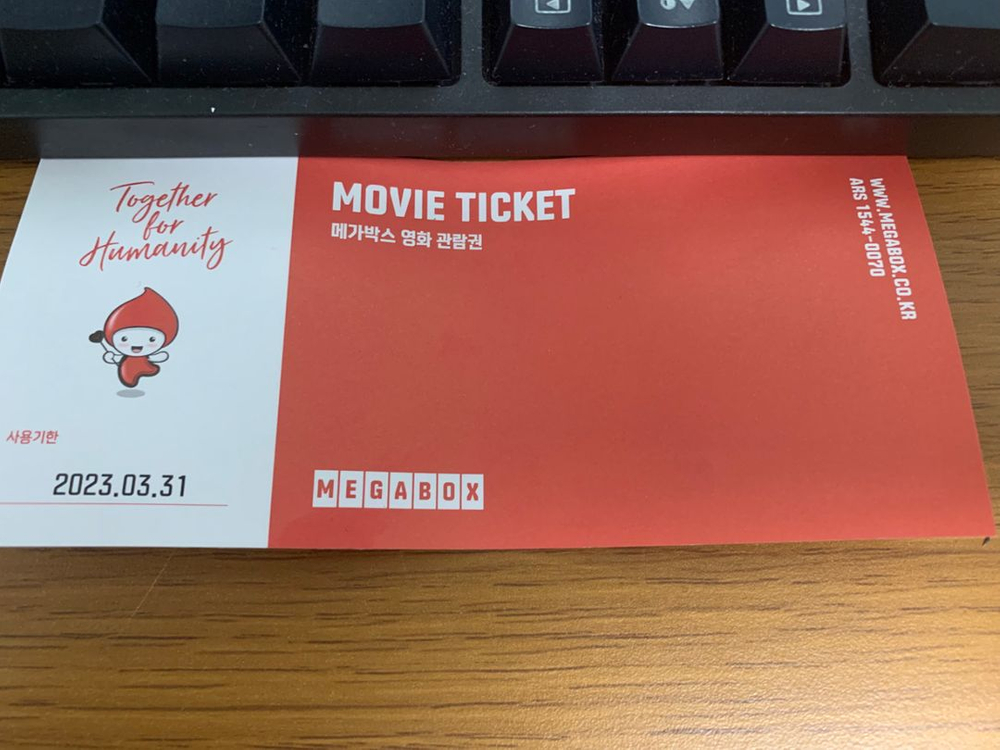 Together
for
Humanity
사용기한
2023.03.31
MOVIE TICKET
메가박스 영화 관람권
MEGABOX
WWW.MEGABOX.CO.KR
ARS 1544-0070